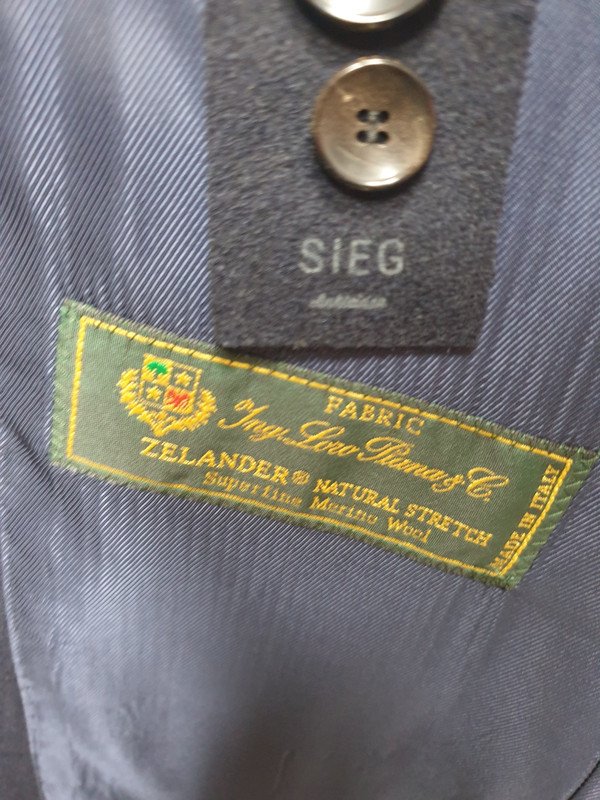 SIEG
FABRIC
Ing. Loro Piana & C.
ZELANDER® NATURAL STRETCH
Superfine Merino Wool
MADE IN ITALY